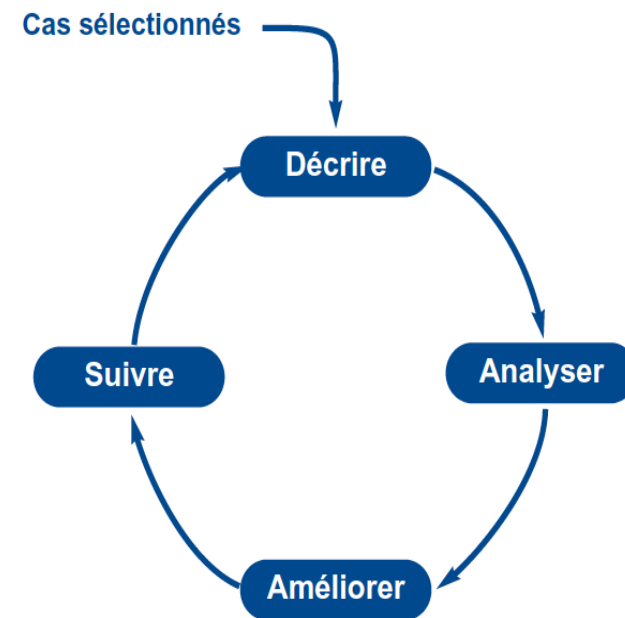 Cas sélectionnés
Décrire
Analyser
Améliorer
Suivre